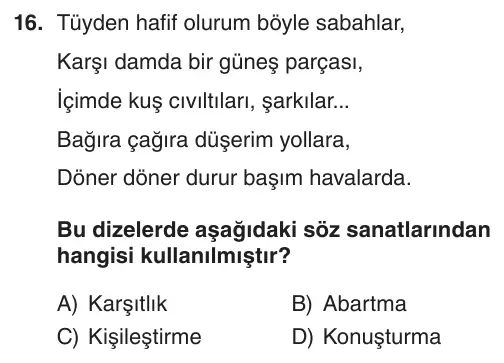 16. Tüyden hafif olurum böyle sabahlar,
Karşı damda bir güneş parçası,
İçimde kuş cıvıltıları, şarkılar...
Bağıra çağıra düşerim yollara,
Döner döner durur başım havalarda.
Bu dizelerde aşağıdaki söz sanatlarından
hangisi kullanılmıştır?
A) Karşıtlık B) Abartma
C) Kişileştirme D) Konuşturma